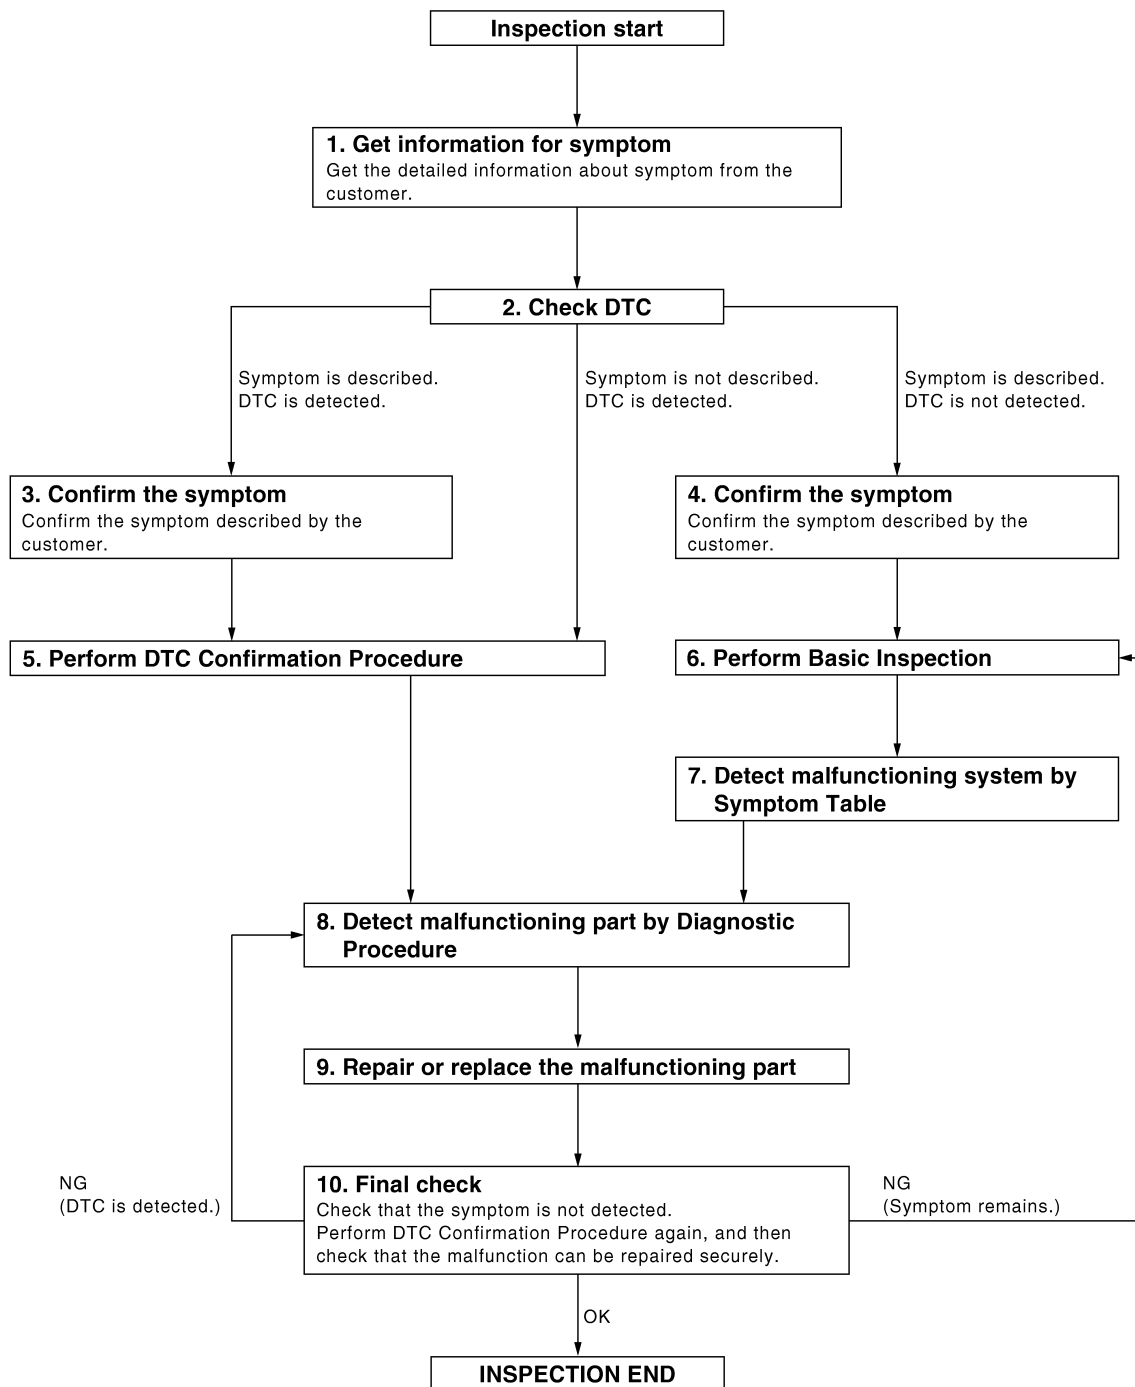 Inspection start
1. Get information for symptom
Get the detailed information about symptom from the
customer.
2. Check DTC
Symptom is described.
DTC is detected.
Symptom is not described.
DTC is detected.
Symptom is described.
DTC is not detected.
3. Confirm the symptom
Confirm the symptom described by the
customer.
4. Confirm the symptom
Confirm the symptom described by the
customer.
5. Perform DTC Confirmation Procedure
6. Perform Basic Inspection
7. Detect malfunctioning system by
Symptom Table
8. Detect malfunctioning part by Diagnostic
Procedure
9. Repair or replace the malfunctioning part
NG
(DTC is detected.)
10. Final check
Check that the symptom is not detected.
Perform DTC Confirmation Procedure again, and then
check that the malfunction can be repaired securely.
NG
(Symptom remains.)
OK
INSPECTION END